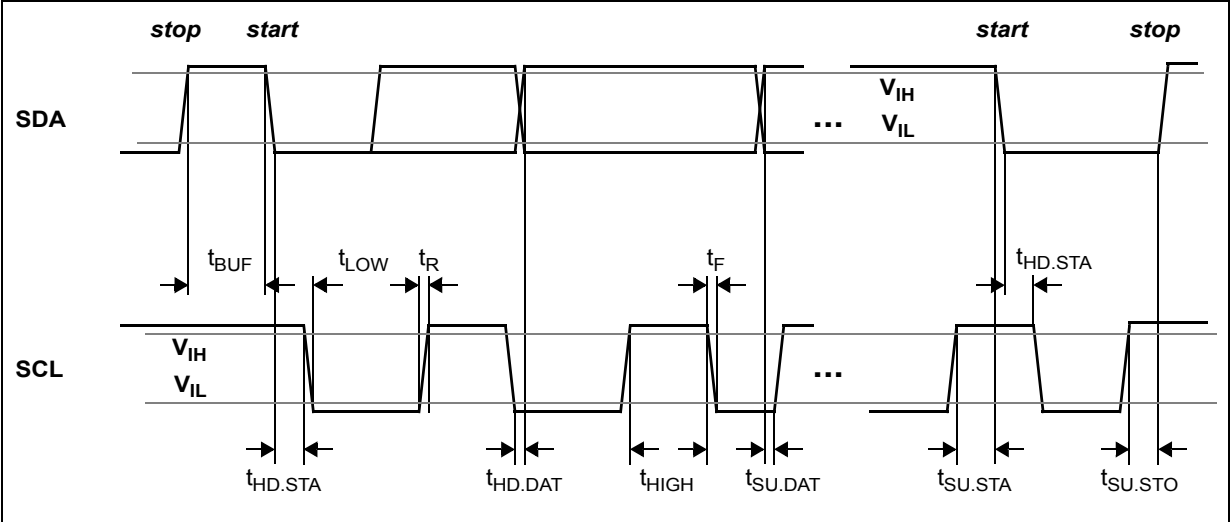 stop start start stop
SDA
V_IH
V_IL
...
t_BUF t_LOW t_R t_F t_HD.STA
SCL
V_IH
V_IL
...
t_HD.STA t_HD.DAT t_HIGH t_SU.DAT t_SU.STA t_SU.STO